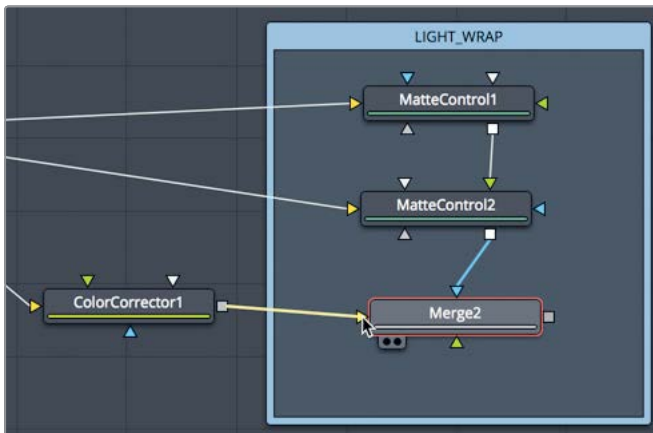 LIGHT_WRAP
MatteControl1
MatteControl2
ColorCorrector1
Merge2